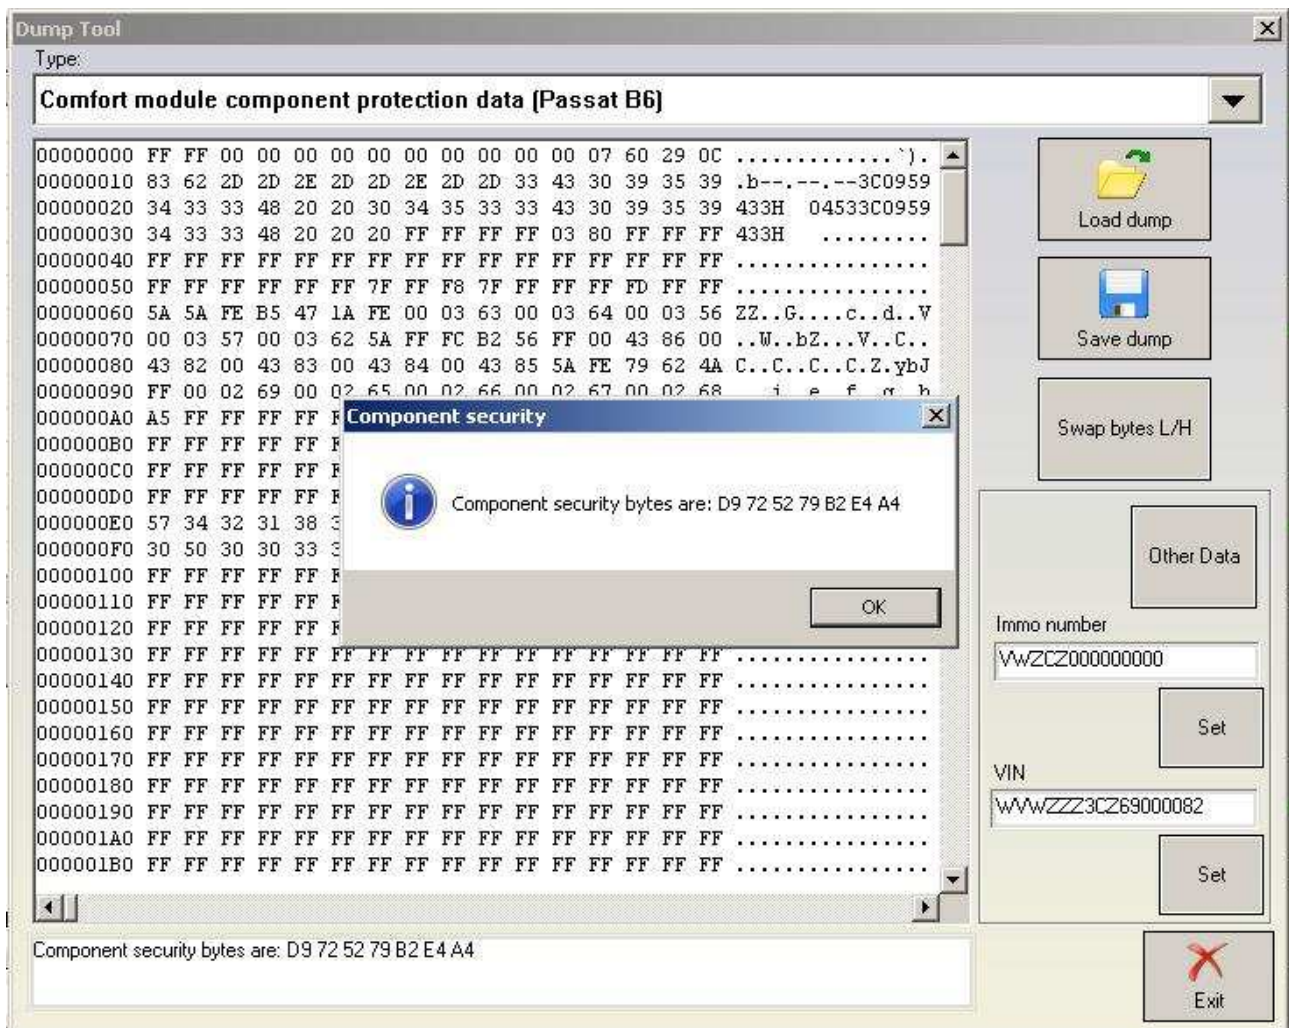 Dump Tool
Type:
Comfort module component protection data (Passat B6)
00000000 FF FF 00 00 00 00 00 00 00 00 00 00 07 60 29 0C .............`).
00000010 83 62 2D 2D 2E 2D 2D 2E 2D 2D 33 43 30 39 35 39 .b--.--.--3C0959
00000020 34 33 33 48 20 20 30 34 35 33 33 43 30 39 35 39 433H  04533C0959
00000030 34 33 33 48 20 20 20 FF FF FF FF 03 80 FF FF FF 433H   .........
00000040 FF FF FF FF FF FF FF FF FF FF FF FF FF FF FF FF ................
00000050 FF FF FF FF FF FF 7F FF F8 7F FF FF FF FD FF FF ................
00000060 5A 5A FE B5 47 1A FE 00 03 63 00 03 64 00 03 56 ZZ..G....c..d..V
00000070 00 03 57 00 03 62 5A FF FC B2 56 FF 00 43 86 00 ..W..bZ...V..C..
00000080 43 82 00 43 83 00 43 84 00 43 85 5A FE 79 62 4A C..C..C..C.Z.ybJ
00000090 FF 00 02 69 00 02 65 00 02 66 00 02 67 00 02 68 ...i..e..f..g..h
000000A0 A5 FF FF FF FF
000000B0 FF FF FF FF FF
000000C0 FF FF FF FF FF
000000D0 FF FF FF FF FF
000000E0 57 34 32 31 38
000000F0 30 50 30 30 33
00000100 FF FF FF FF FF
00000110 FF FF FF FF FF
00000120 FF FF FF FF FF
00000130 FF FF FF FF FF FF FF FF FF FF FF FF FF FF FF FF ................
00000140 FF FF FF FF FF FF FF FF FF FF FF FF FF FF FF FF ................
00000150 FF FF FF FF FF FF FF FF FF FF FF FF FF FF FF FF ................
00000160 FF FF FF FF FF FF FF FF FF FF FF FF FF FF FF FF ................
00000170 FF FF FF FF FF FF FF FF FF FF FF FF FF FF FF FF ................
00000180 FF FF FF FF FF FF FF FF FF FF FF FF FF FF FF FF ................
00000190 FF FF FF FF FF FF FF FF FF FF FF FF FF FF FF FF ................
000001A0 FF FF FF FF FF FF FF FF FF FF FF FF FF FF FF FF ................
000001B0 FF FF FF FF FF FF FF FF FF FF FF FF FF FF FF FF ................
Component security
Component security bytes are: D9 72 52 79 B2 E4 A4
OK
Load dump
Save dump
Swap bytes L/H
Other Data
Immo number
VWZCZ000000000
Set
VIN
WVWZZZ3CZ69000082
Set
Component security bytes are: D9 72 52 79 B2 E4 A4
Exit